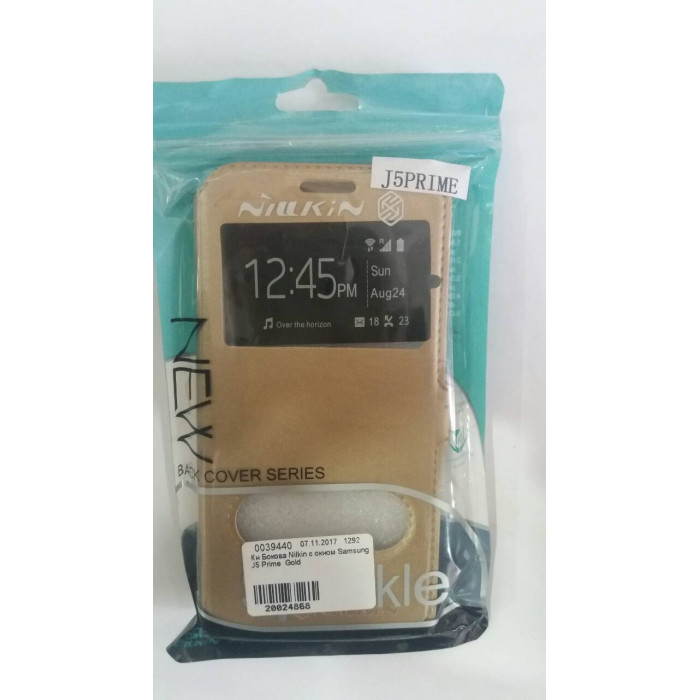 J5PRIME
NILLKIN
12:45PM
Sun
Aug24
Over the horizon
18
23
NEW
BACK COVER SERIES
0039440 07.11.2017 1292
Кн Бокова Nillkin с окном Samsung
J5 Prime Gold
20024868